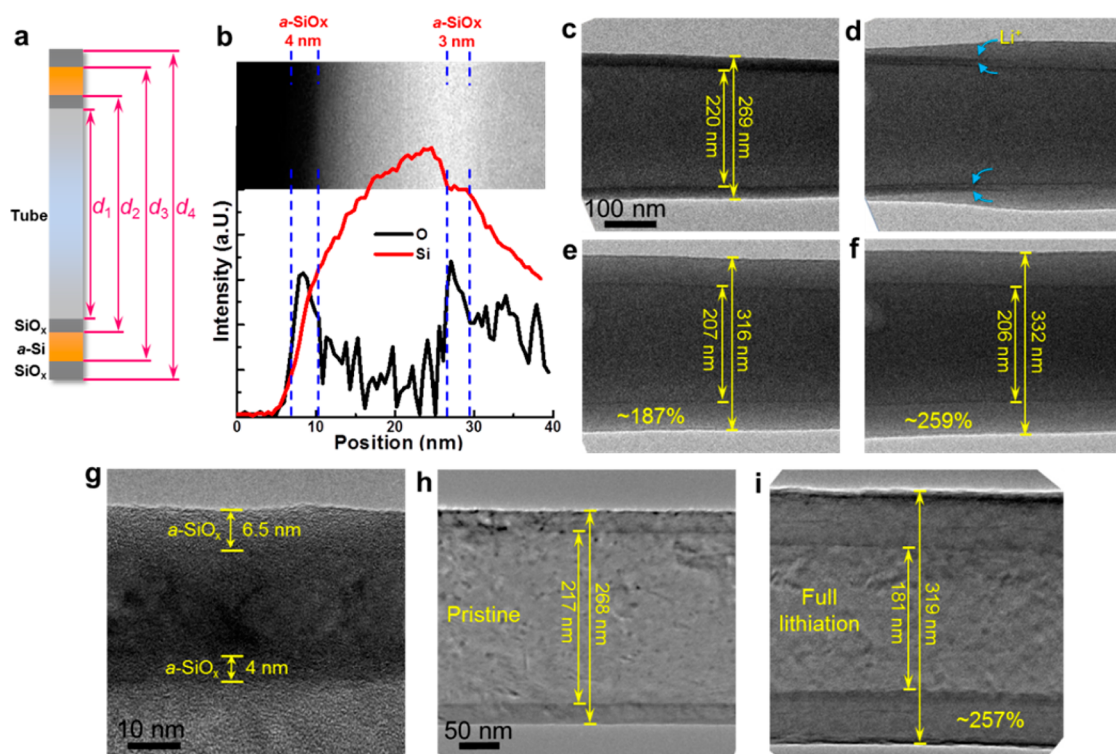 a
Tube
SiOx
a-Si
SiOx
d1
d2
d3
d4
b
a-SiOx
4 nm
a-SiOx
3 nm
Intensity (a.U.)
O
Si
0
10
20
30
40
Position (nm)
c
220 nm
269 nm
100 nm
d
Li+
e
207 nm
316 nm
~187%
f
206 nm
332 nm
~259%
g
a-SiOx
6.5 nm
a-SiOx
4 nm
10 nm
h
Pristine
217 nm
268 nm
50 nm
i
Full
lithiation
181 nm
319 nm
~257%